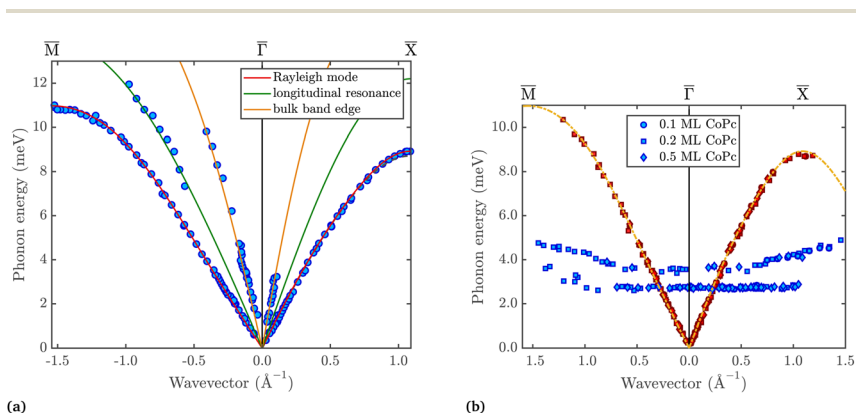 M̅ Γ̅ X̅
Rayleigh mode
longitudinal resonance
bulk band edge
Phonon energy (meV)
12
10
8
6
4
2
0
-1.5 -1.0 -0.5 0.0 0.5 1.0
Wavevector (Å⁻¹)
(a)
M̅ Γ̅ X̅
0.1 ML CoPc
0.2 ML CoPc
0.5 ML CoPc
Phonon energy (meV)
10.0
8.0
6.0
4.0
2.0
0
1.5 1.0 0.5 0.0 0.5 1.0 1.5
Wavevector (Å⁻¹)
(b)